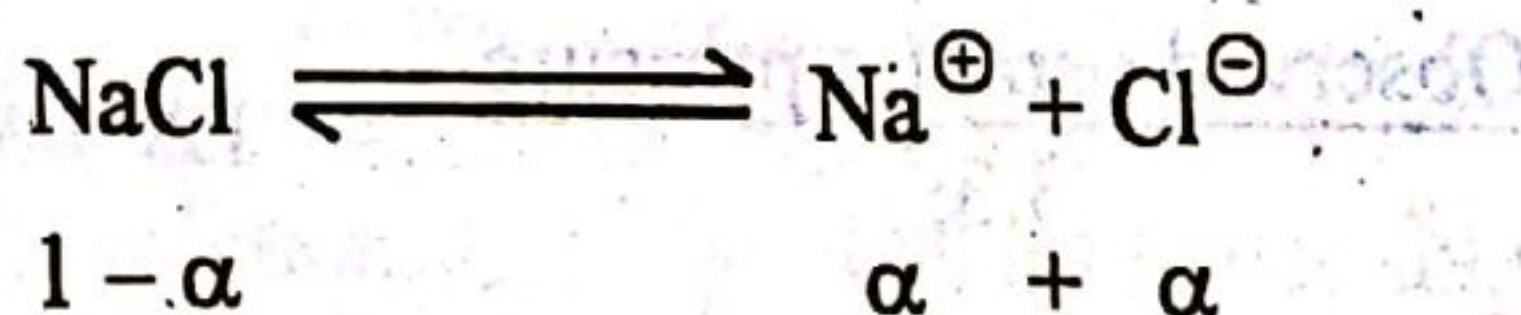 NaCl ⇌ Na⊕ + Cl⊖
1 – α α + α